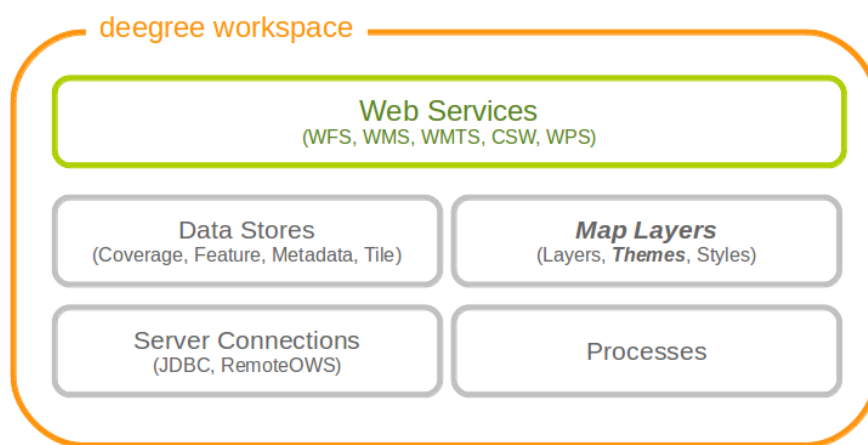 deegree workspace
Web Services
(WFS, WMS, WMTS, CSW, WPS)
Data Stores
(Coverage, Feature, Metadata, Tile)
Map Layers
(Layers, Themes, Styles)
Server Connections
(JDBC, RemoteOWS)
Processes